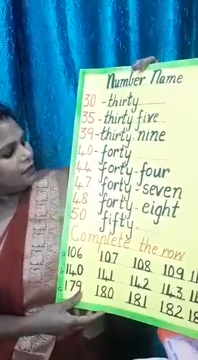 Number Name
30 - thirty
35 - thirty five
39 - thirty nine
40 - forty
44 forty-four
47 forty-seven
48 forty-eight
50 fifty
Complete the row
106 107 108 109
140 141 142 143
179 180 181 182